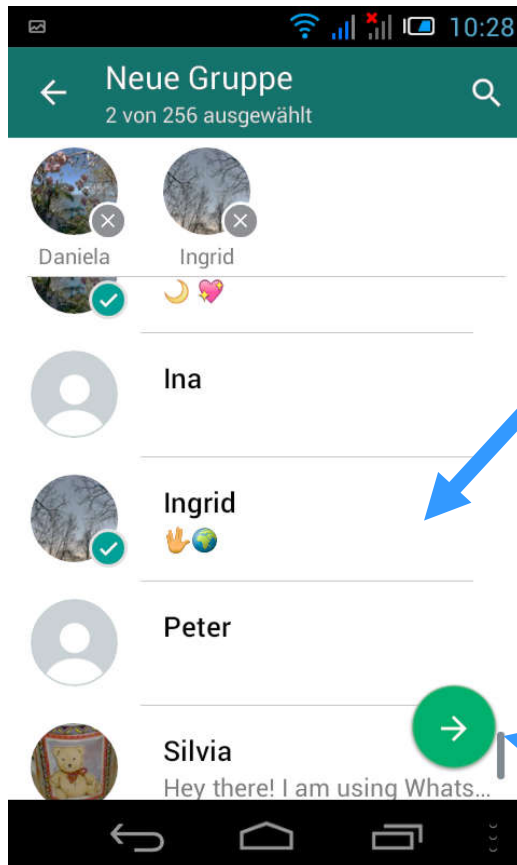 10:28
Neue Gruppe
2 von 256 ausgewählt
Daniela
Ingrid
Ina
Ingrid
Peter
Silvia
Hey there! I am using Whats...